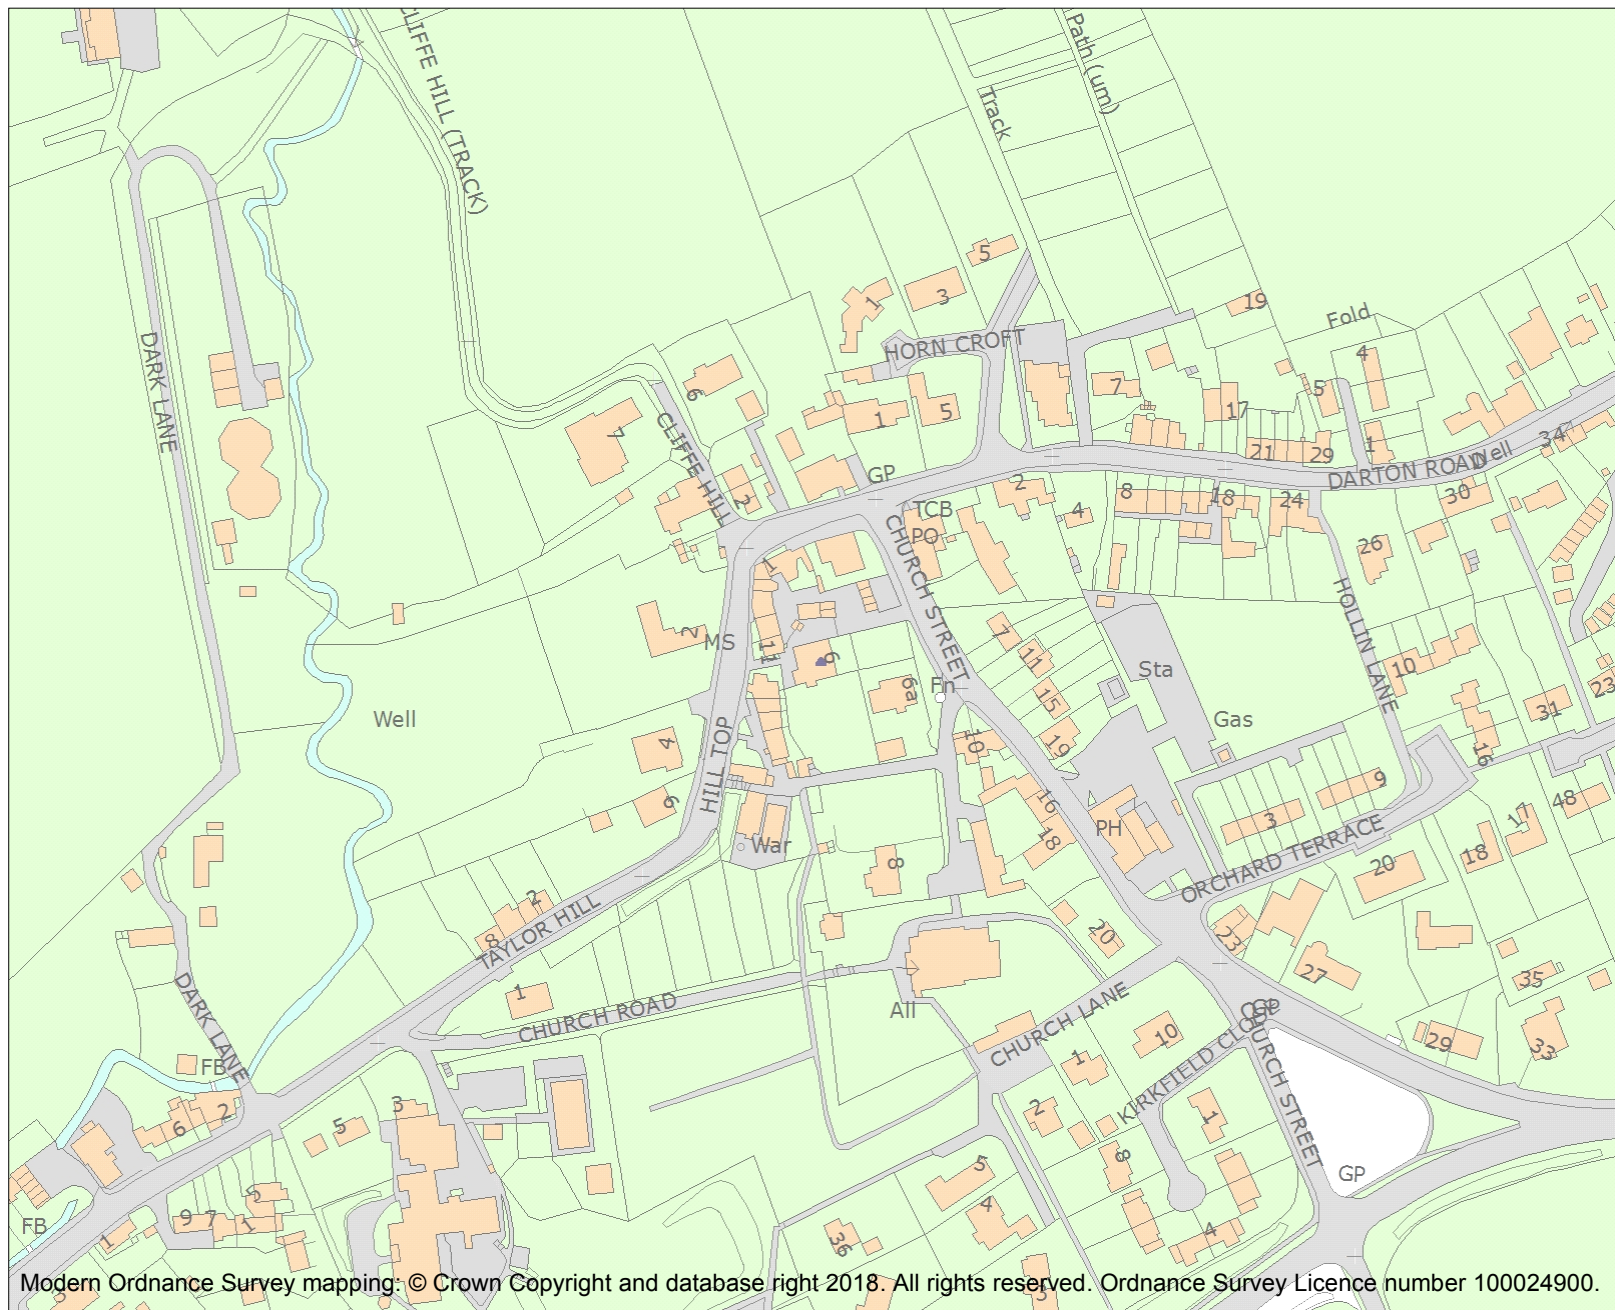 CLIFFE HILL (TRACK)
Path (um)
Track
5
3
1
19
Fold
DARK LANE
HORN CROFT
4
6
7
5
1
5
7
17
CLIFFE HILL
21
29
1
34
Well
DARTON ROAD
GP
2
2
8
18
24
30
TCB
PO
4
26
CHURCH STREET
1
HOLLIN LANE
2
MS
11
9
7
11
10
Sta
6a
Fn
15
23
31
Well
Gas
4
HILL TOP
10
19
16
9
6
16
48
3
PH
17
18
War
ORCHARD TERRACE
8
18
20
2
TAYLOR HILL
8
20
23
27
35
DARK LANE
1
CHURCH ROAD
All
CHURCH LANE
GP
10
29
33
1
KIRKFIELD CLOSE
CHURCH STREET
FB
2
6
3
5
2
1
8
GP
5
5
4
9
7
1
FB
1
36
4
3
5
Modern Ordnance Survey mapping: © Crown Copyright and database right 2018. All rights reserved. Ordnance Survey Licence number 100024900.